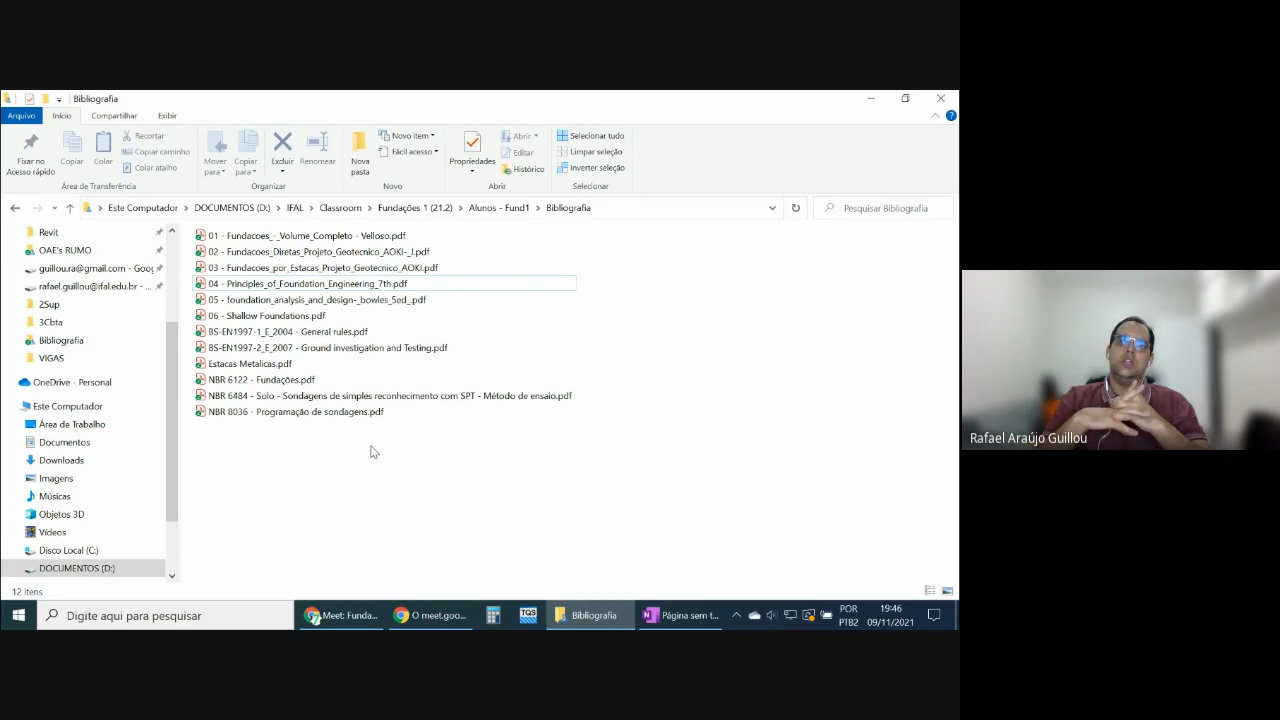 Bibliografia
Arquivo Início Compartilhar Exibir
Fixar no Acesso rápido
Copiar
Colar
Recortar
Copiar caminho
Colar atalho
Área de Transferência
Mover para
Copiar para
Excluir
Renomear
Organizar
Nova pasta
Novo item
Fácil acesso
Novo
Propriedades
Abrir
Editar
Histórico
Abrir
Selecionar tudo
Limpar seleção
Inverter seleção
Selecionar
Este Computador > DOCUMENTOS (D:) > IFAL > Classroom > Fundações 1 (21.2) > Alunos - Fund1 > Bibliografia
Pesquisar Bibliografia
Revit
OAE's RUMO
guillou.ra@gmail.com - Goog
rafael.guillou@ifal.edu.br - ...
2Sup
3Cbta
Bibliografia
VIGAS
OneDrive - Personal
Este Computador
Área de Trabalho
Documentos
Downloads
Imagens
Músicas
Objetos 3D
Vídeos
Disco Local (C:)
DOCUMENTOS (D:)
01 - Fundacoes_-_Volume_Completo - Velloso.pdf
02 - Fundacoes_Diretas_Projeto_Geotecnico_AOKI-_J.pdf
03 - Fundacoes_por_Estacas_Projeto_Geotecnico_AOKI.pdf
04 - Principles_of_Foundation_Engineering_7th.pdf
05 - foundation_analysis_and_design-_bowles_5ed_.pdf
06 - Shallow Foundations.pdf
BS-EN1997-1_E_2004 - General rules.pdf
BS-EN1997-2_E_2007 - Ground investigation and Testing.pdf
Estacas Metalicas.pdf
NBR 6122 - Fundações.pdf
NBR 6484 - Solo - Sondagens de simples reconhecimento com SPT - Método de ensaio.pdf
NBR 8036 - Programação de sondagens.pdf
12 itens
Digite aqui para pesquisar
Meet: Funda...
O meet.goo...
TQS
Bibliografia
Página sem t...
POR
PTB2
19:46
09/11/2021
Rafael Araújo Guillou